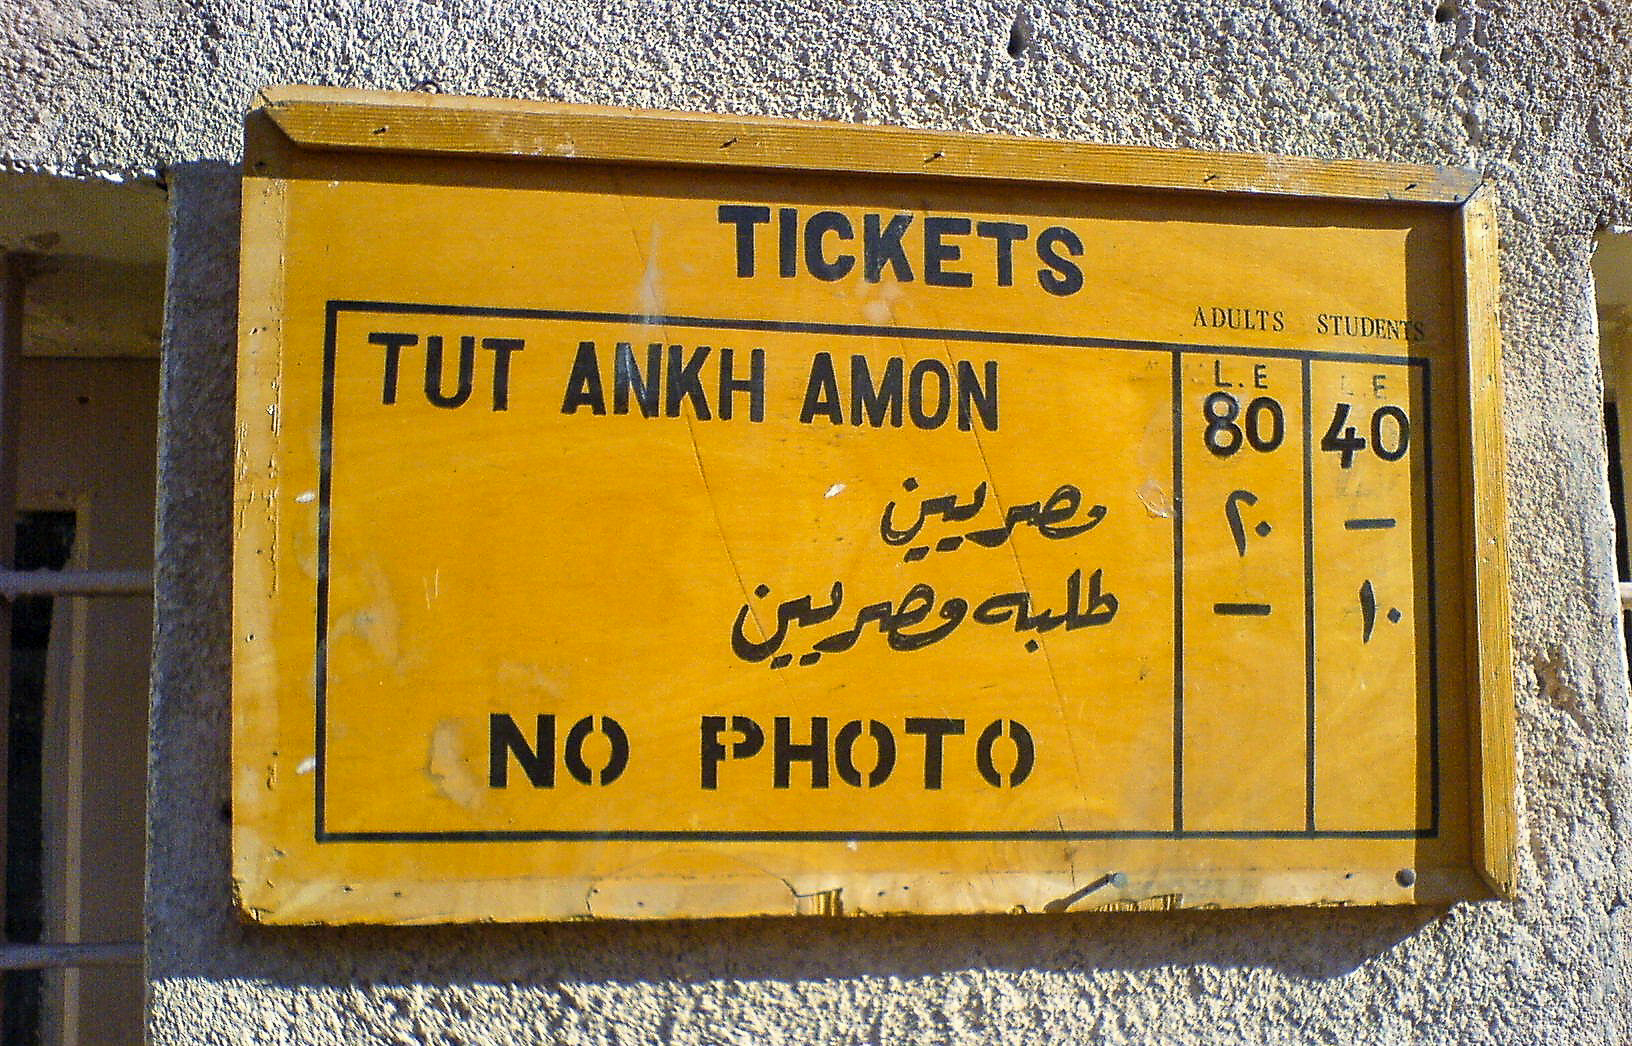 TICKETS
ADULTS STUDENTS
L.E L.E
TUT ANKH AMON 80 40
مصريين ٢٠ —
طلبه مصريين — ١٠
NO PHOTO